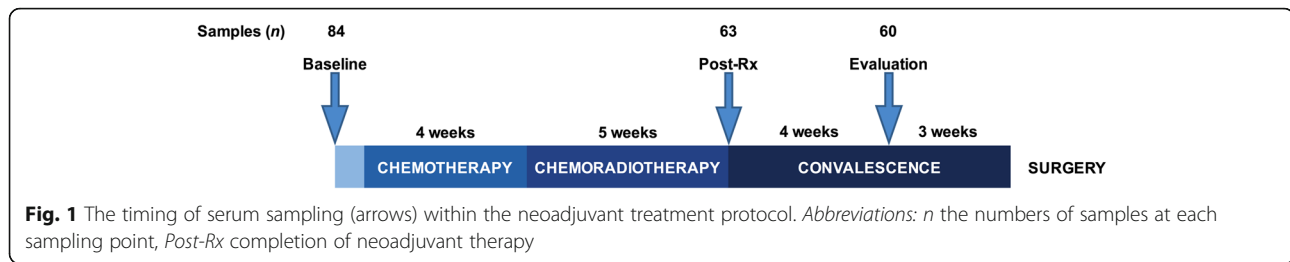 Samples (n) 84 63 60
Baseline Post-Rx Evaluation
4 weeks 5 weeks 4 weeks 3 weeks
CHEMOTHERAPY CHEMORADIOTHERAPY CONVALESCENCE SURGERY
Fig. 1 The timing of serum sampling (arrows) within the neoadjuvant treatment protocol. Abbreviations: n the numbers of samples at each
sampling point, Post-Rx completion of neoadjuvant therapy